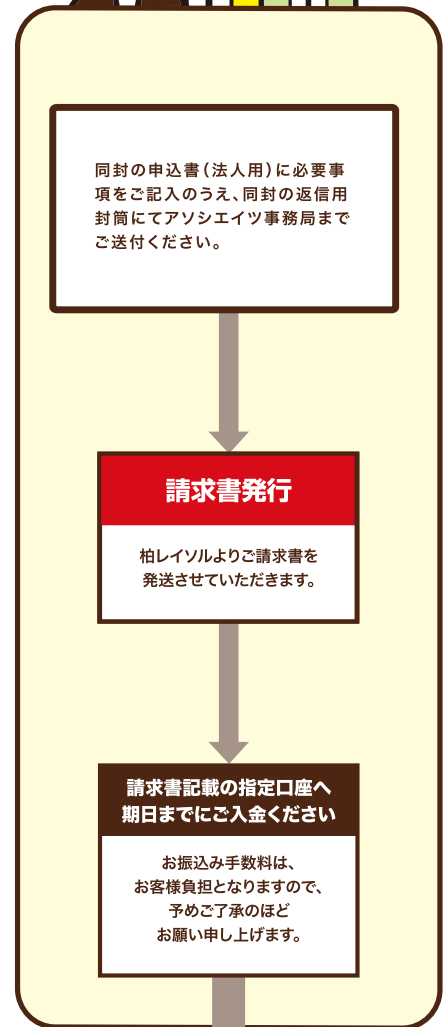 同封の申込書(法人用)に必要事
項をご記入のうえ、同封の返信用
封筒にてアソシエイツ事務局まで
ご送付ください。
請求書発行
柏レイソルよりご請求書を
発送させていただきます。
請求書記載の指定口座へ
期日までにご入金ください
お振込み手数料は、
お客様負担となりますので、
予めご了承のほど
お願い申し上げます。